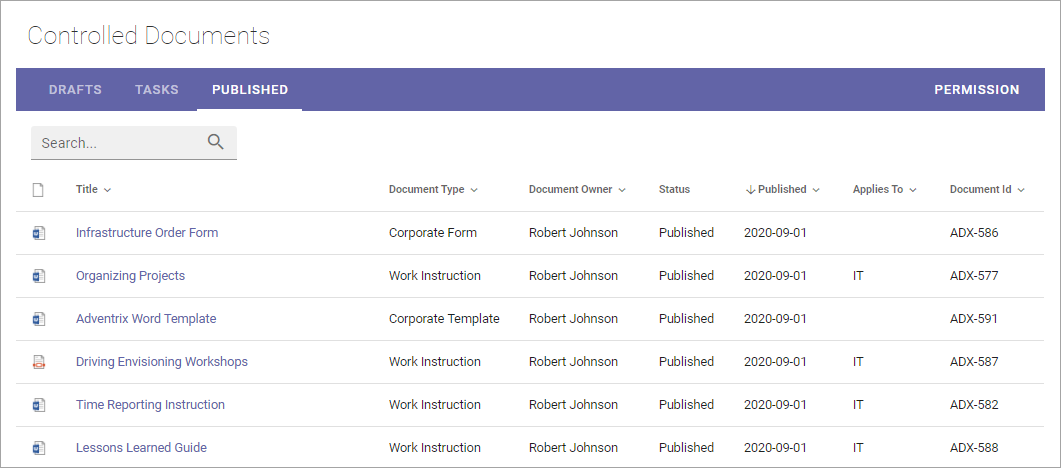 Controlled Documents
DRAFTS TASKS PUBLISHED PERMISSION
Search...
Title Document Type Document Owner Status Published Applies To Document Id
Infrastructure Order Form Corporate Form Robert Johnson Published 2020-09-01 ADX-586
Organizing Projects Work Instruction Robert Johnson Published 2020-09-01 IT ADX-577
Adventrix Word Template Corporate Template Robert Johnson Published 2020-09-01 ADX-591
Driving Envisioning Workshops Work Instruction Robert Johnson Published 2020-09-01 IT ADX-587
Time Reporting Instruction Work Instruction Robert Johnson Published 2020-09-01 IT ADX-582
Lessons Learned Guide Work Instruction Robert Johnson Published 2020-09-01 IT ADX-588